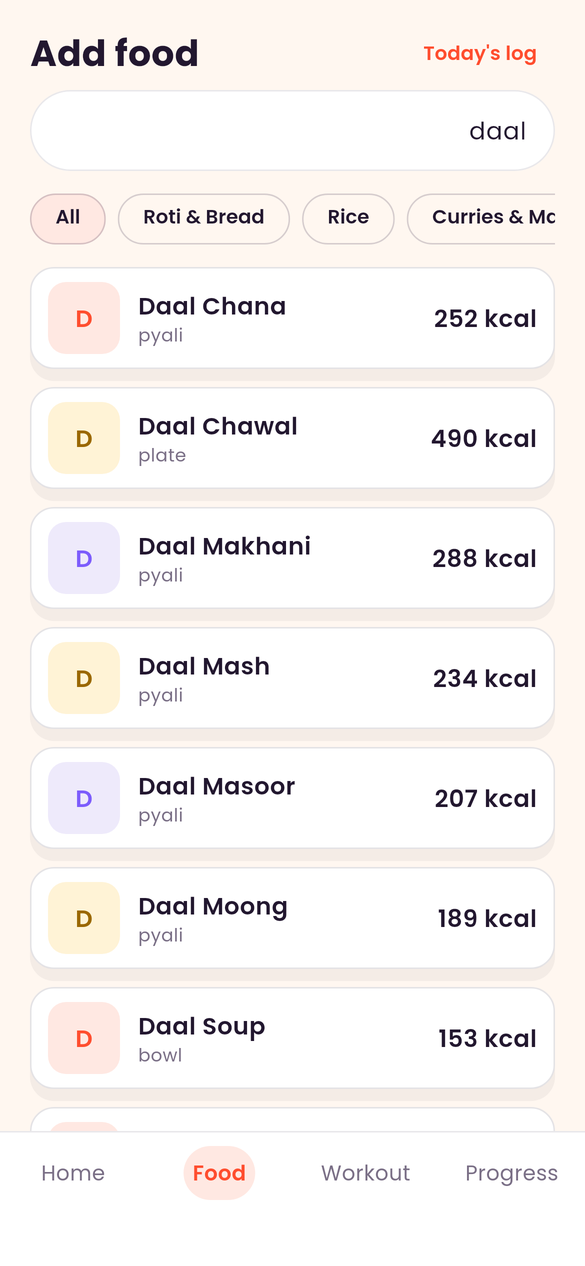 Add food
Today's log
daal
All
Roti & Bread
Rice
Curries & Ma
Daal Chana
pyali
252 kcal
D
Daal Chawal
plate
490 kcal
D
Daal Makhani
pyali
288 kcal
D
Daal Mash
pyali
234 kcal
D
Daal Masoor
pyali
207 kcal
D
Daal Moong
pyali
189 kcal
D
Daal Soup
bowl
153 kcal
D
Home
Food
Workout
Progress